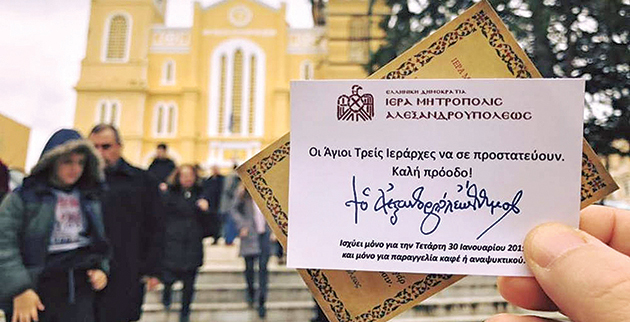 ΕΛΛΗΝΙΚΗ ΔΗΜΟΚΡΑΤΙΑ
ΙΕΡΑ ΜΗΤΡΟΠΟΛΙΣ
ΑΛΕΞΑΝΔΡΟΥΠΟΛΕΩΣ
Οι Άγιοι Τρείς Ιεράρχες να σε προστατεύουν.
Καλή πρόοδο!
Ισχύει μόνο για την Τετάρτη 30 Ιανουαρίου
και μόνο για παραγγελία καφέ ή αναψυκτικού.